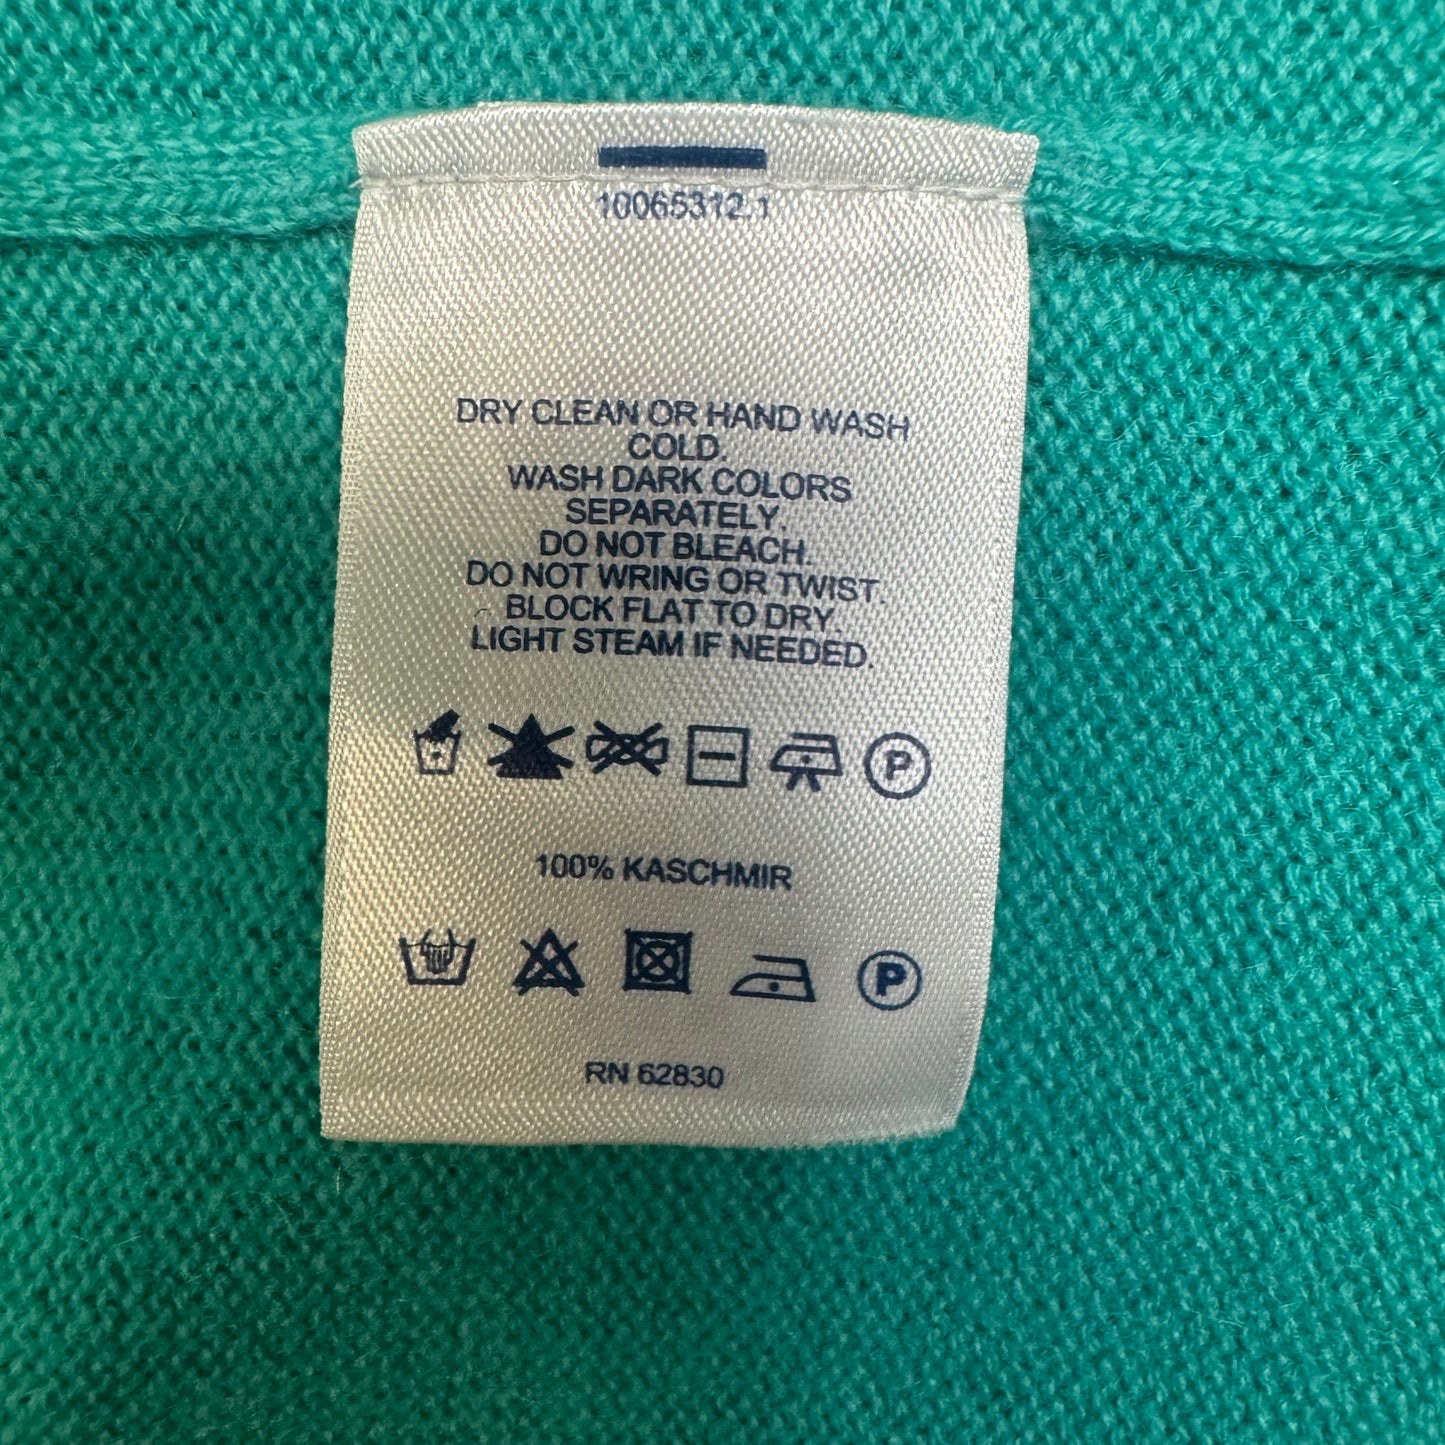 10065312.1
DRY CLEAN OR HAND WASH
COLD.
WASH DARK COLORS
SEPARATELY.
DO NOT BLEACH.
DO NOT WRING OR TWIST.
BLOCK FLAT TO DRY
LIGHT STEAM IF NEEDED.
P
100% KASCHMIR
P
RN 62830